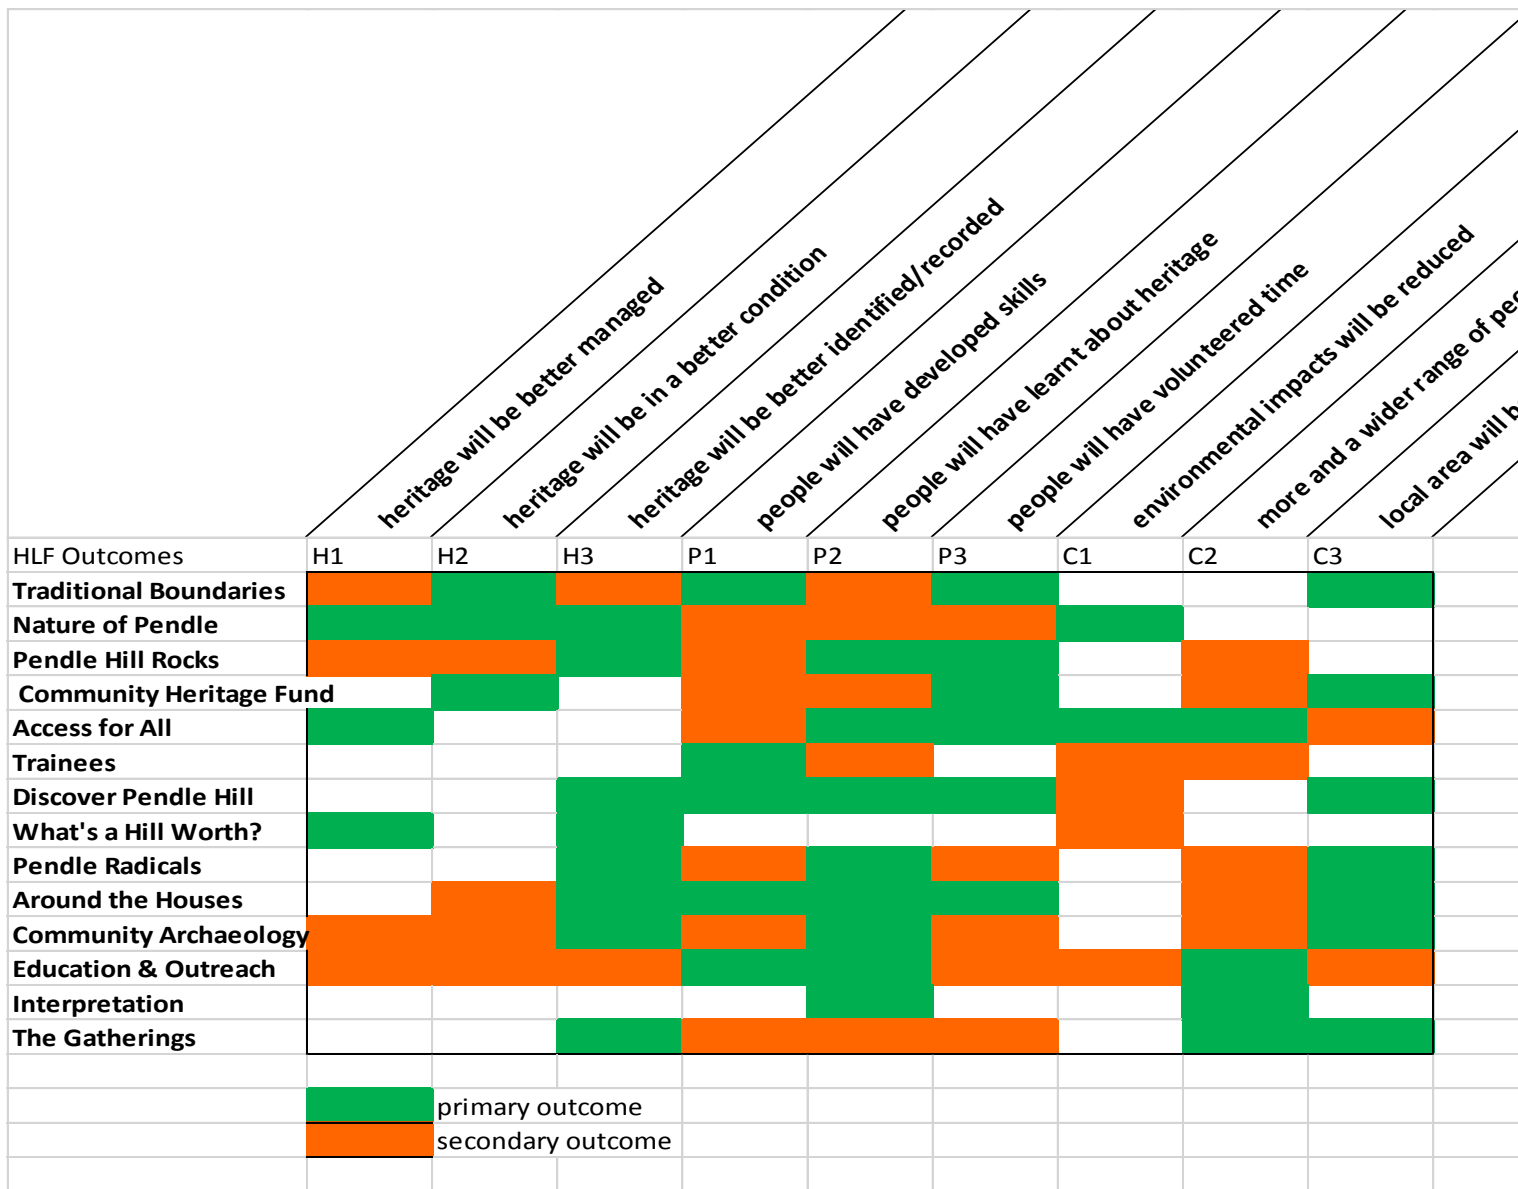 heritage will be better managed
heritage will be in a better condition
heritage will be better identified/recorded
people will have developed skills
people will have learnt about heritage
people will have volunteered time
environmental impacts will be reduced
more and a wider range of
local area will
HLF Outcomes H1 H2 H3 P1 P2 P3 C1 C2 C3
Traditional Boundaries
Nature of Pendle
Pendle Hill Rocks
Community Heritage Fund
Access for All
Trainees
Discover Pendle Hill
What's a Hill Worth?
Pendle Radicals
Around the Houses
Community Archaeology
Education & Outreach
Interpretation
The Gatherings
primary outcome
secondary outcome